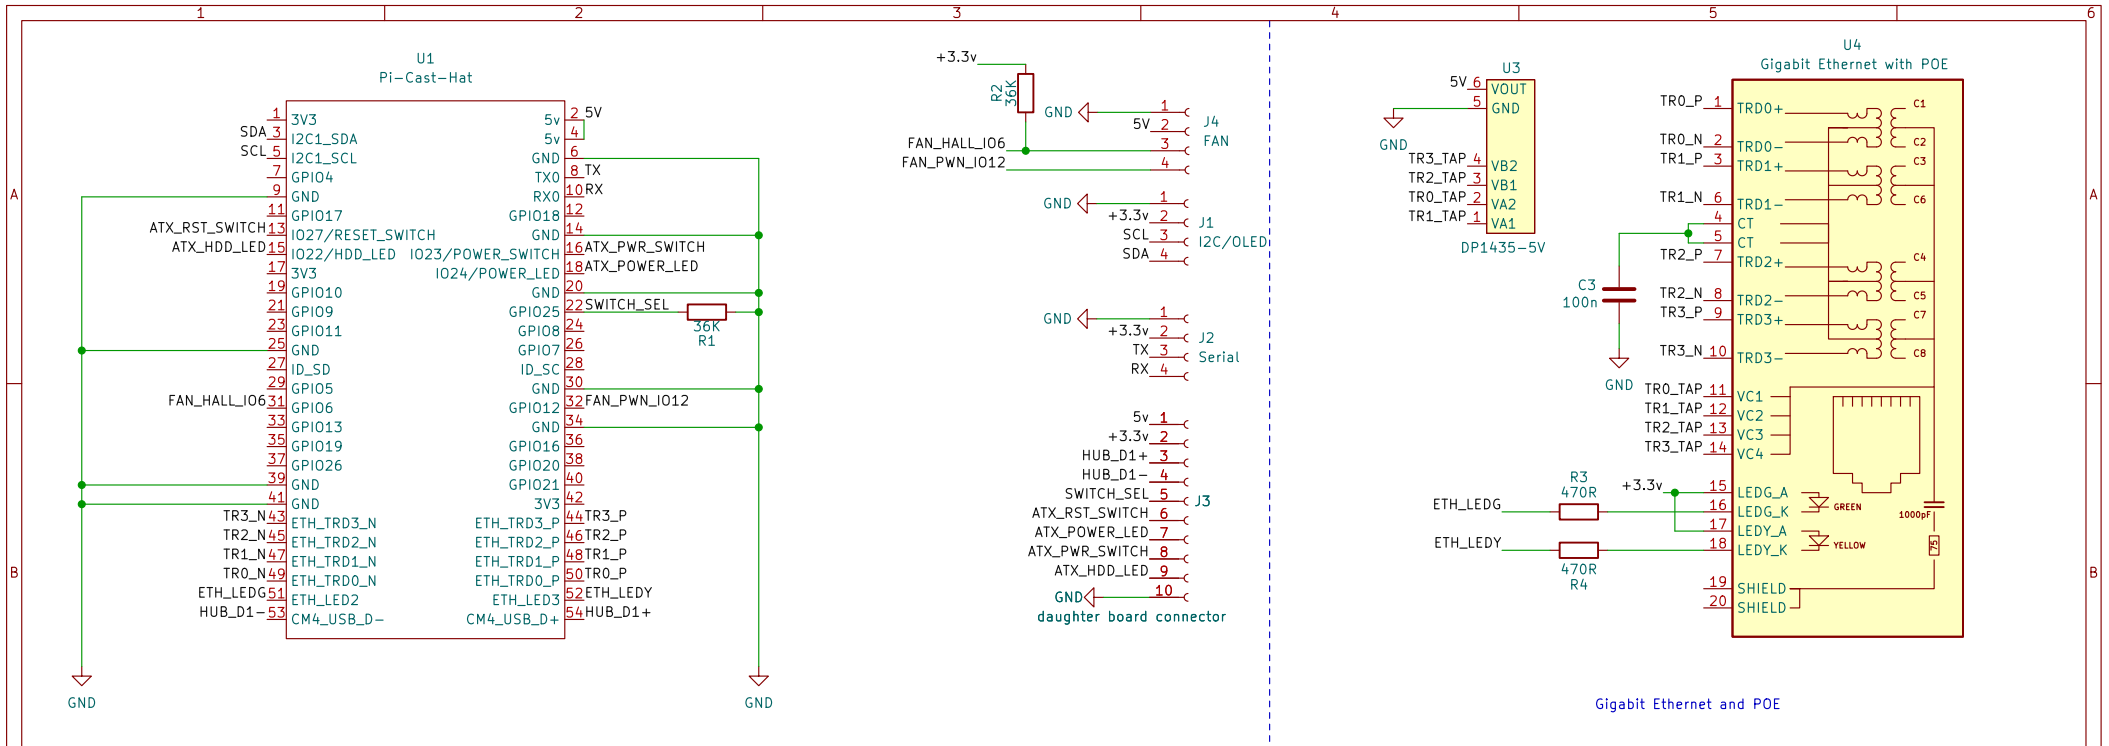 1 2 3 4 5 6
A
B
A
B
U1
Pi-Cast-Hat
1 3V3
SDA 3 I2C1_SDA
SCL 5 I2C1_SCL
7 GPIO4
9 GND
11 GPIO17
ATX_RST_SWITCH 13 IO27/RESET_SWITCH
ATX_HDD_LED 15 IO22/HDD_LED
17 3V3
19 GPIO10
21 GPIO9
23 GPIO11
25 GND
27 ID_SD
29 GPIO5
FAN_HALL_IO6 31 GPIO6
33 GPIO13
35 GPIO19
37 GPIO26
39 GND
41 GND
TR3_N 43 ETH_TRD3_N
TR2_N 45 ETH_TRD2_N
TR1_N 47 ETH_TRD1_N
TR0_N 49 ETH_TRD0_N
ETH_LEDG 51 ETH_LED2
HUB_D1- 53 CM4_USB_D-
5v 2 5V
5v 4
GND 6
TX0 8 TX
RX0 10 RX
GPIO18 12
GND 14
IO23/POWER_SWITCH 16 ATX_PWR_SWITCH
IO24/POWER_LED 18 ATX_POWER_LED
GND 20
GPIO25 22 SWITCH_SEL
GPIO8 24
GPIO7 26
ID_SC 28
GND 30
GPIO12 32 FAN_PWN_IO12
GND 34
GPIO16 36
GPIO20 38
GPIO21 40
3V3 42
ETH_TRD3_P 44 TR3_P
ETH_TRD2_P 46 TR2_P
ETH_TRD1_P 48 TR1_P
ETH_TRD0_P 50 TR0_P
ETH_LED3 52 ETH_LEDY
CM4_USB_D+ 54 HUB_D1+
36K
R1
GND
GND
+3.3v
R2
36K
GND 1
5V 2
FAN_HALL_IO6 3
FAN_PWN_IO12 4
J4
FAN
GND 1
+3.3v 2
SCL 3
SDA 4
J1
I2C/OLED
GND 1
+3.3v 2
TX 3
RX 4
J2
Serial
5v 1
+3.3v 2
HUB_D1+ 3
HUB_D1- 4
SWITCH_SEL 5
ATX_RST_SWITCH 6
ATX_POWER_LED 7
ATX_PWR_SWITCH 8
ATX_HDD_LED 9
GND 10
J3
daughter board connector
U3
5V 6 VOUT
5 GND
GND
TR3_TAP 4 VB2
TR2_TAP 3 VB1
TR0_TAP 2 VA2
TR1_TAP 1 VA1
DP1435-5V
C3
100n
GND
U4
Gigabit Ethernet with POE
TR0_P 1 TRD0+
TR0_N 2 TRD0-
TR1_P 3 TRD1+
TR1_N 6 TRD1-
4 CT
5 CT
TR2_P 7 TRD2+
TR2_N 8 TRD2-
TR3_P 9 TRD3+
TR3_N 10 TRD3-
TR0_TAP 11 VC1
TR1_TAP 12 VC2
TR2_TAP 13 VC3
TR3_TAP 14 VC4
+3.3v 15 LEDG_A
16 LEDG_K
17 LEDY_A
18 LEDY_K
19 SHIELD
20 SHIELD
C1
C2
C3
C6
C4
C5
C7
C8
GREEN
YELLOW
1000pF
75
ETH_LEDG
R3
470R
ETH_LEDY
470R
R4
Gigabit Ethernet and POE